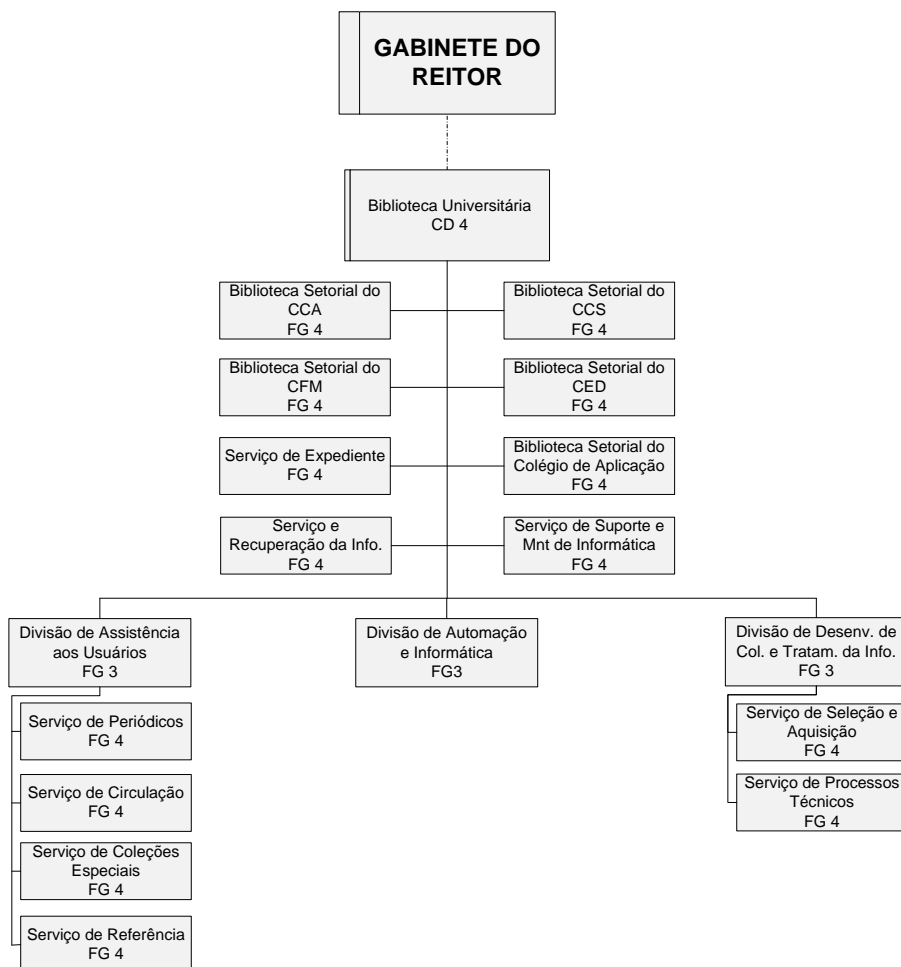 GABINETE DO
REITOR
Biblioteca Universitária
CD 4
Biblioteca Setorial do
CCA
FG 4
Biblioteca Setorial do
CCS
FG 4
Biblioteca Setorial do
CFM
FG 4
Biblioteca Setorial do
CED
FG 4
Serviço de Expediente
FG 4
Biblioteca Setorial do
Colégio de Aplicação
FG 4
Serviço e
Recuperação da Info.
FG 4
Serviço de Suporte e
Mnt de Informática
FG 4
Divisão de Assistência
aos Usuários
FG 3
Divisão de Automação
e Informática
FG3
Divisão de Desenv. de
Col. e Tratam. da Info.
FG 3
Serviço de Periódicos
FG 4
Serviço de Circulação
FG 4
Serviço de Coleções
Especiais
FG 4
Serviço de Referência
FG 4
Serviço de Seleção e
Aquisição
FG 4
Serviço de Processos
Técnicos
FG 4